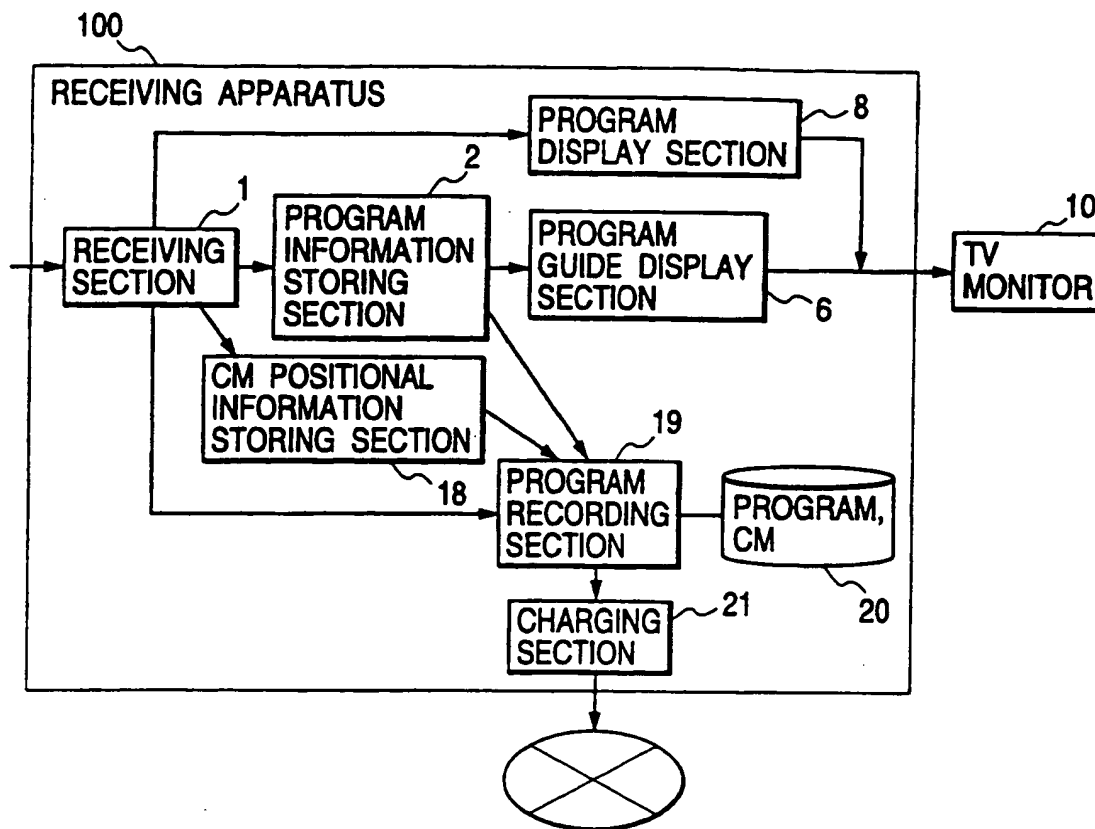 100
RECEIVING APPARATUS
8
PROGRAM
DISPLAY SECTION
2
1
PROGRAM
INFORMATION
STORING
SECTION
RECEIVING
SECTION
PROGRAM
GUIDE DISPLAY
SECTION
6
10
TV
MONITOR
CM POSITIONAL
INFORMATION
STORING SECTION
18
19
PROGRAM
RECORDING
SECTION
PROGRAM,
CM
20
21
CHARGING
SECTION